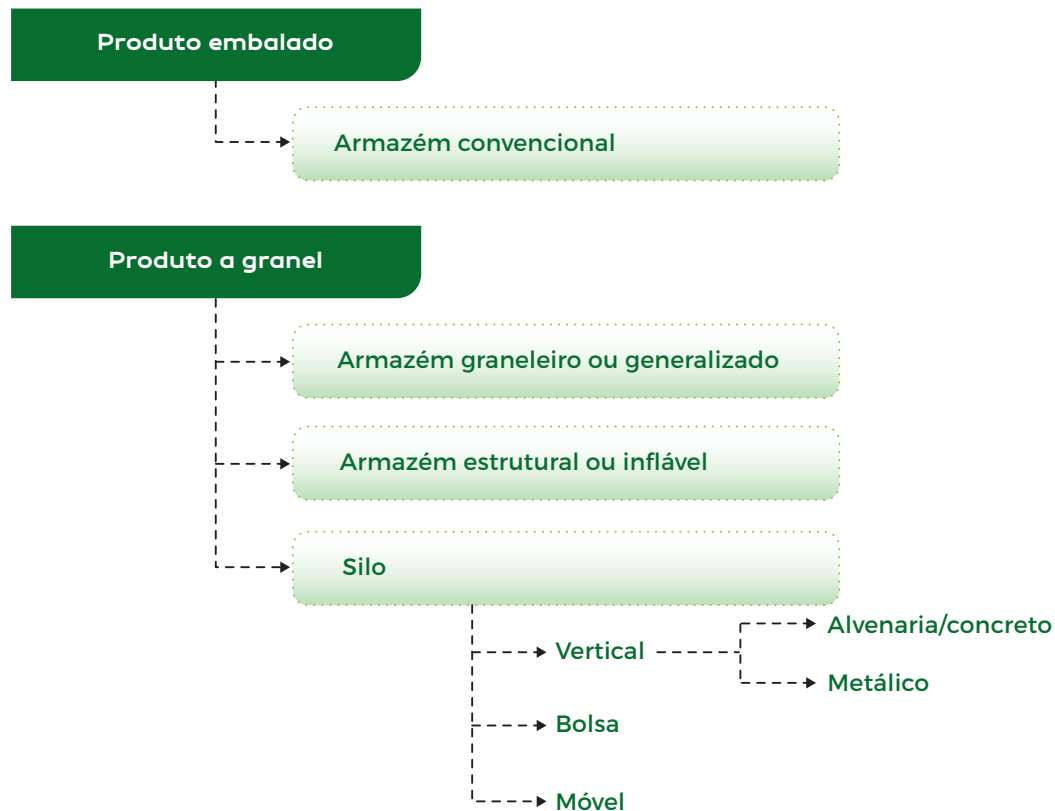 Produto embalado
Armazém convencional
Produto a granel
Armazém graneleiro ou generalizado
Armazém estrutural ou inflável
Silo
Vertical
Alvenaria/concreto
Metálico
Bolsa
Móvel